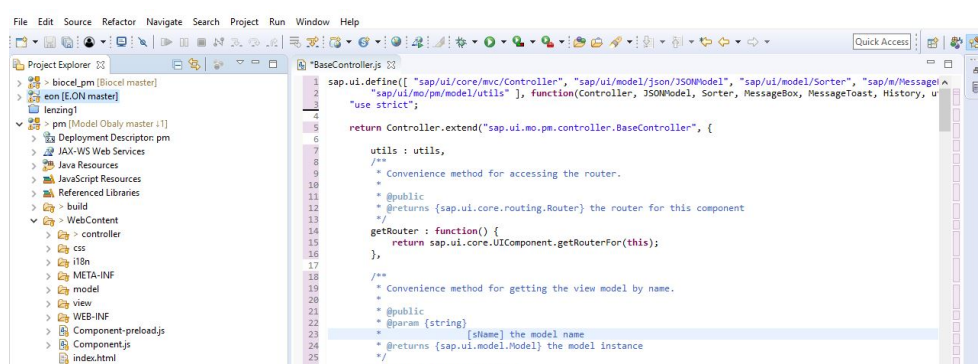 File Edit Source Refactor Navigate Search Project Run Window Help
Quick Access
Project Explorer
> biocel_pm [Biocel master]
> eon [E.ON master]
lenzing1
> pm [Model Obaly master ↓1]
> Deployment Descriptor: pm
> JAX-WS Web Services
> Java Resources
> JavaScript Resources
> Referenced Libraries
> > build
> WebContent
> > controller
> css
> i18n
> META-INF
> model
> view
> WEB-INF
> Component-preload.js
> Component.js
index.html
*BaseController.js
1 sap.ui.define([ "sap/ui/core/mvc/Controller", "sap/ui/model/json/JSONModel", "sap/ui/model/Sorter", "sap/m/Message
2 "sap/ui/mo/pm/model/utils" ], function(Controller, JSONModel, Sorter, MessageBox, MessageToast, History, u
3 "use strict";
4
5 return Controller.extend("sap.ui.mo.pm.controller.BaseController", {
6
7 utils : utils,
8 /**
9 * Convenience method for accessing the router.
10 *
11 * @public
12 * @returns {sap.ui.core.routing.Router} the router for this component
13 */
14 getRouter : function() {
15 return sap.ui.core.UIComponent.getRouterFor(this);
16 },
17
18 /**
19 * Convenience method for getting the view model by name.
20 *
21 * @public
22 * @param {string}
23 * [sName] the model name
24 * @returns {sap.ui.model.Model} the model instance
25 */